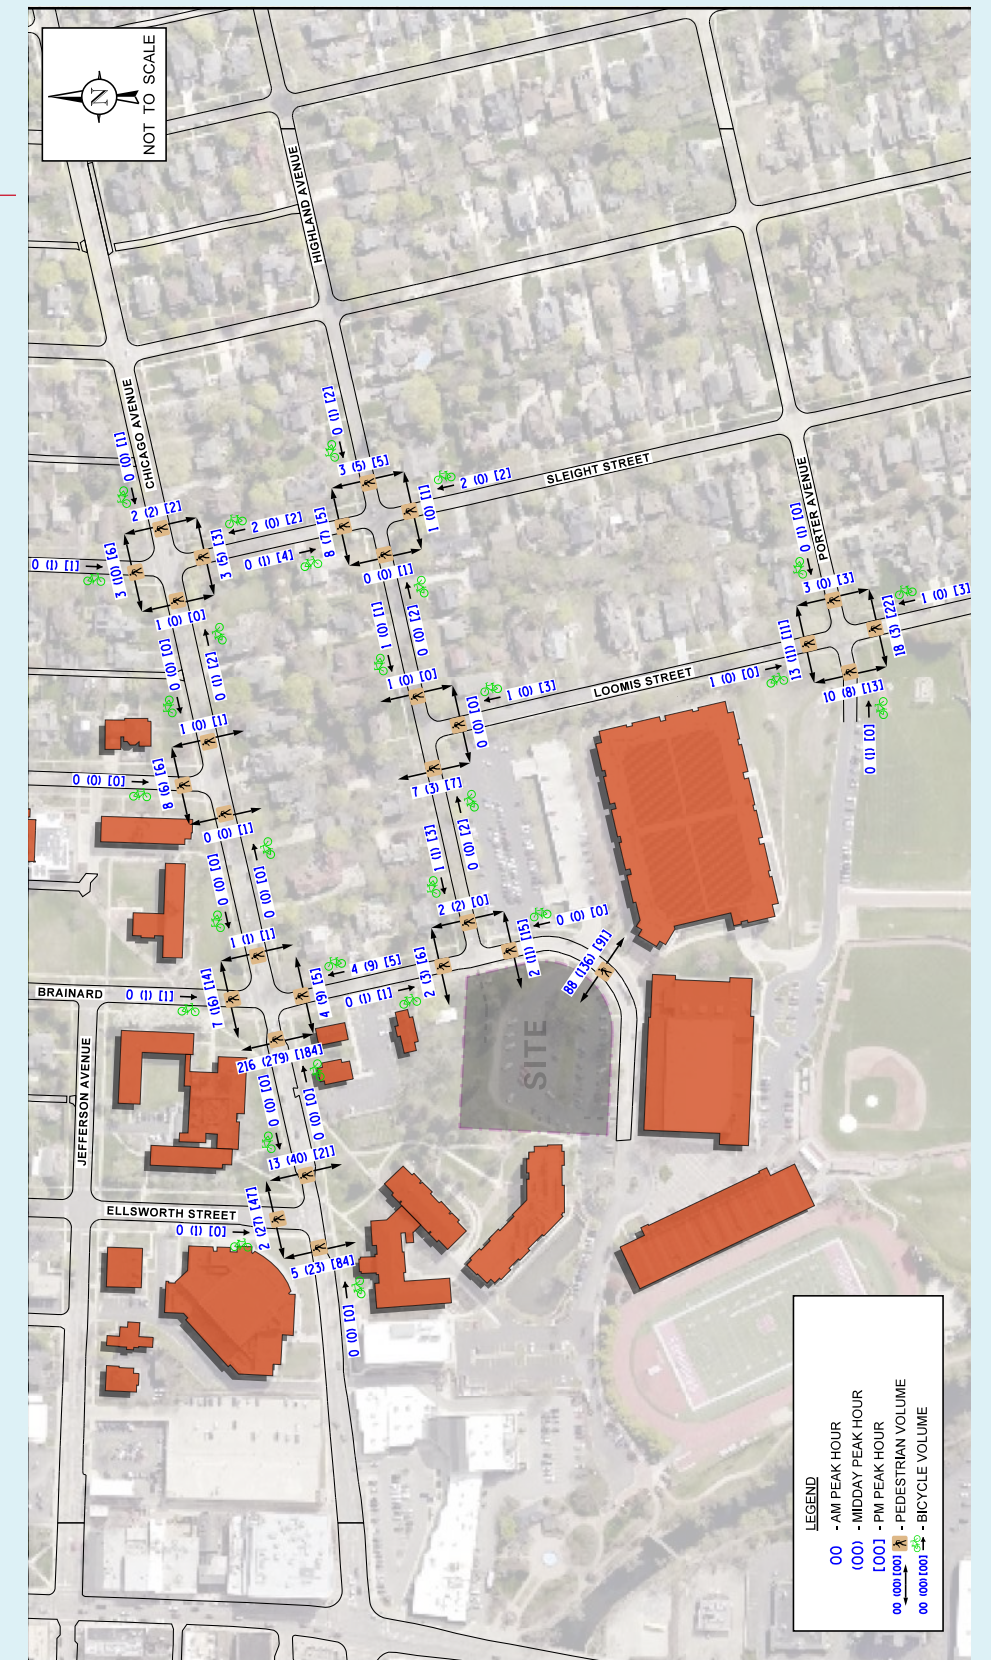 N
NOT TO SCALE
HIGHLAND AVENUE
CHICAGO AVENUE
0 (0) [1]
2 (2) [2]
0 (1) [1]
3 (10) [6]
3 (5) [3]
2 (0) [2]
0 (1) [4]
1 (0) [0]
0 (0) [0]
0 (1) [2]
0 (1) [2]
3 (5) [5]
8 (7) [5]
1 (0) [1]
2 (0) [2]
0 (0) [1]
SLEIGHT STREET
1 (0) [1]
0 (0) [2]
1 (0) [0]
0 (0) [0]
1 (0) [3]
7 (3) [7]
LOOMIS STREET
PORTER AVENUE
0 (1) [0]
3 (0) [3]
13 (1) [11]
18 (3) [22]
1 (0) [3]
1 (0) [0]
10 (8) [13]
0 (1) [0]
1 (0) [1]
0 (0) [0]
8 (9) [6]
0 (0) [1]
0 (0) [0]
0 (0) [0]
1 (1) [3]
0 (0) [2]
2 (2) [0]
2 (3) [6]
2 (1) [15]
0 (0) [0]
88 (136) [91]
1 (1) [1]
BRAINARD
0 (1) [1]
7 (16) [14]
4 (9) [5]
4 (9) [5]
0 (1) [1]
216 (279) [184]
0 (0) [0]
0 (0) [0]
SITE
JEFFERSON AVENUE
13 (40) [21]
ELLSWORTH STREET
0 (1) [0]
2 (27) [47]
5 (23) [84]
0 (0) [0]
LEGEND
00 - AM PEAK HOUR
(00) - MIDDAY PEAK HOUR
[00] - PM PEAK HOUR
00 (00) [00] - PEDESTRIAN VOLUME
00 (00) [00] - BICYCLE VOLUME